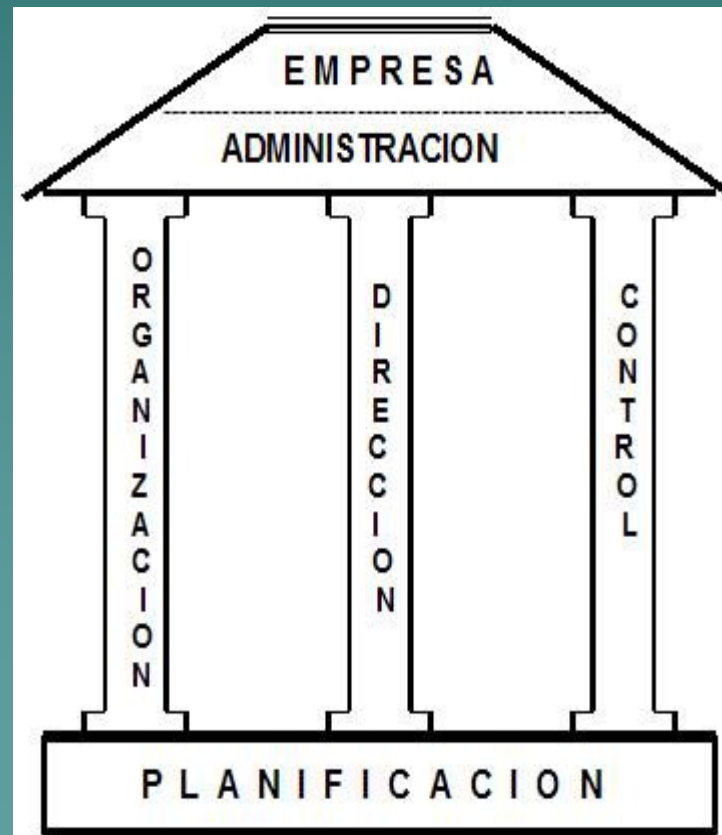 EMPRESA
ADMINISTRACION
ORGANIZACION
DIRECCION
CONTROL
PLANIFICACION